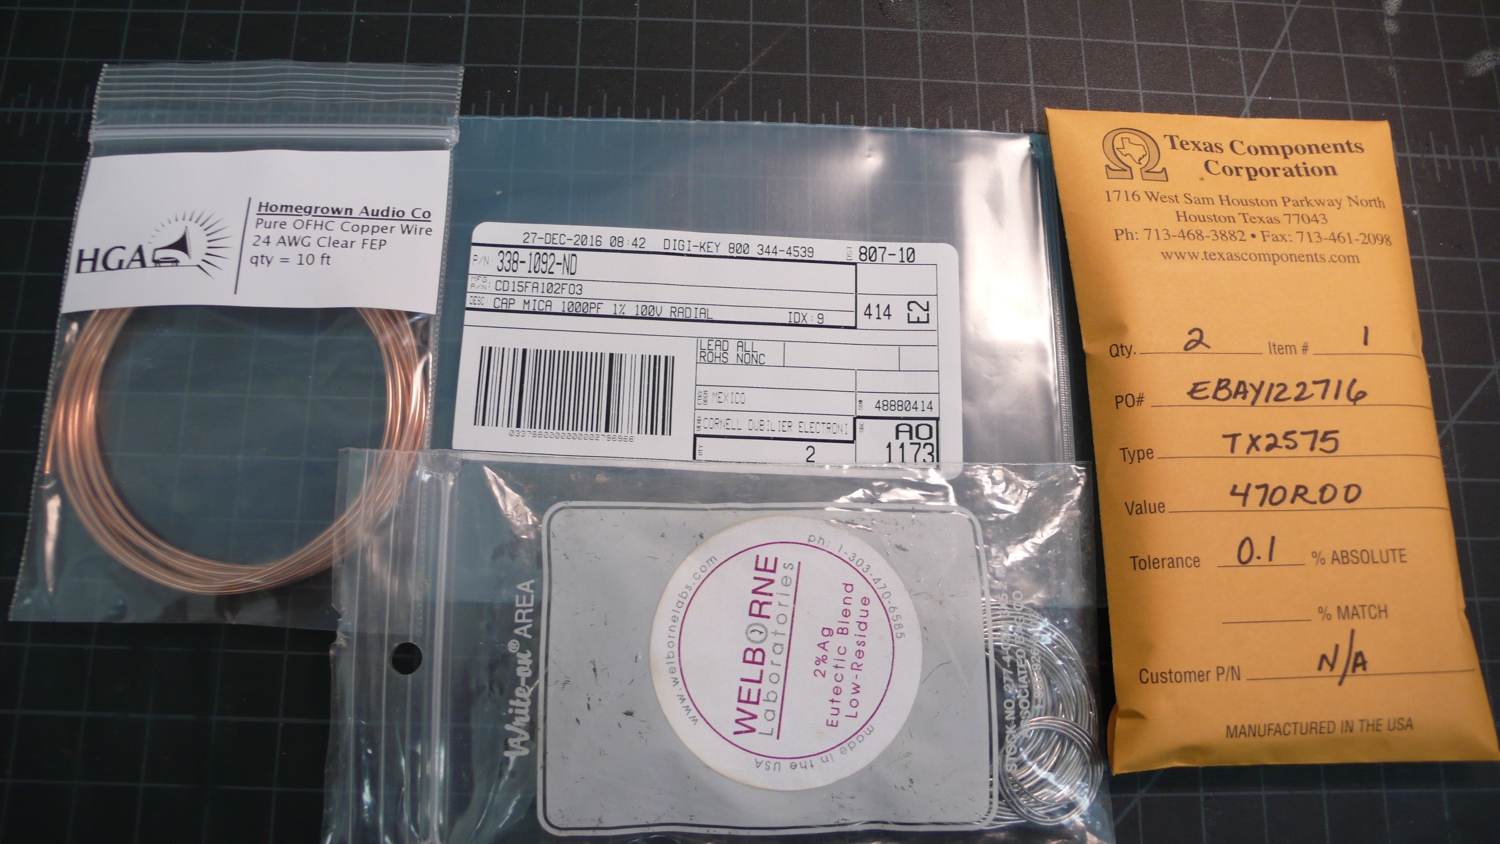 HGA
Homegrown Audio Co
Pure OFHC Copper Wire
24 AWG Clear FEP
qty = 10 ft
27-DEC-2016 08:42 DIGI-KEY 800 344-4539
807-10
P/N: 338-1092-ND
MFG P/N: CD15FA102F03
DESC: CAP MICA 1000PF 1% 100V RADIAL
IDX: 9
414 E2
LEAD ALL
ROHS NONC
MEXICO
48880414
CORNELL DUBILIER ELECTRONI
AO
2
1173
Write-on® AREA
www.welbornelabs.com
ph: 1-303-470-6585
WELBORNE
Laboratories
2%Ag
Eutectic Blend
Low-Residue
made in the USA
Texas Components
Corporation
1716 West Sam Houston Parkway North
Houston Texas 77043
Ph: 713-468-3882 • Fax: 713-461-2098
www.texascomponents.com
Qty. 2 Item # 1
PO# EBAY122716
Type TX2575
Value 470R00
Tolerance 0.1 % ABSOLUTE
% MATCH
Customer P/N N/A
MANUFACTURED IN THE USA